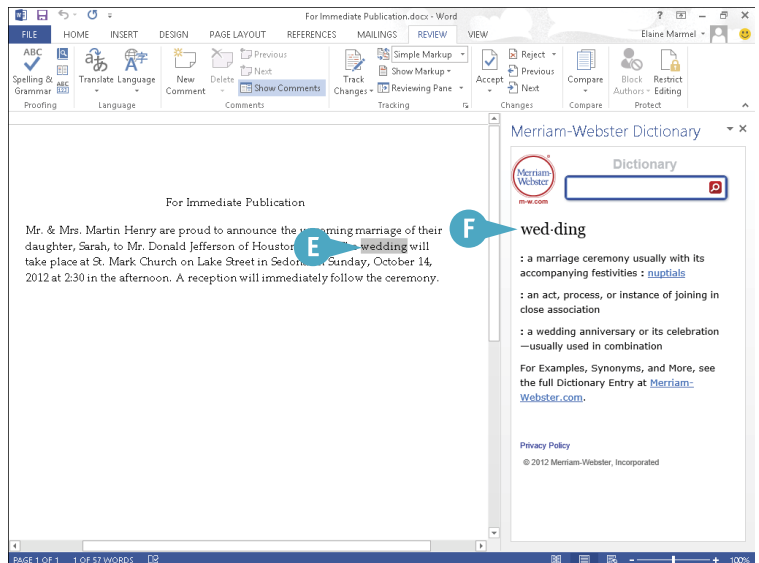 For Immediate Publication.docx - Word
FILE HOME INSERT DESIGN PAGE LAYOUT REFERENCES MAILINGS REVIEW VIEW Elaine Marmel
ABC
Spelling & Grammar
ABC
Translate Language
New Comment
Delete
Previous
Next
Show Comments
Track Changes
Simple Markup
Show Markup
Reviewing Pane
Accept
Reject
Previous
Next
Compare
Block Authors
Restrict Editing
Proofing Language Comments Tracking Changes Compare Protect
For Immediate Publication
Mr. & Mrs. Martin Henry are proud to announce the upcoming marriage of their
daughter, Sarah, to Mr. Donald Jefferson of Houston wedding will
take place at St. Mark Church on Lake Street in Sedon Sunday, October 14,
2012 at 2:30 in the afternoon. A reception will immediately follow the ceremony.
E
F
Merriam-Webster Dictionary
Merriam-
Webster
m-w.com
Dictionary
wed·ding
: a marriage ceremony usually with its
accompanying festivities : nuptials
: an act, process, or instance of joining in
close association
: a wedding anniversary or its celebration
—usually used in combination
For Examples, Synonyms, and More, see
the full Dictionary Entry at Merriam-
Webster.com.
Privacy Policy
© 2012 Merriam-Webster, Incorporated
PAGE 1 OF 1 1 OF 57 WORDS 100%